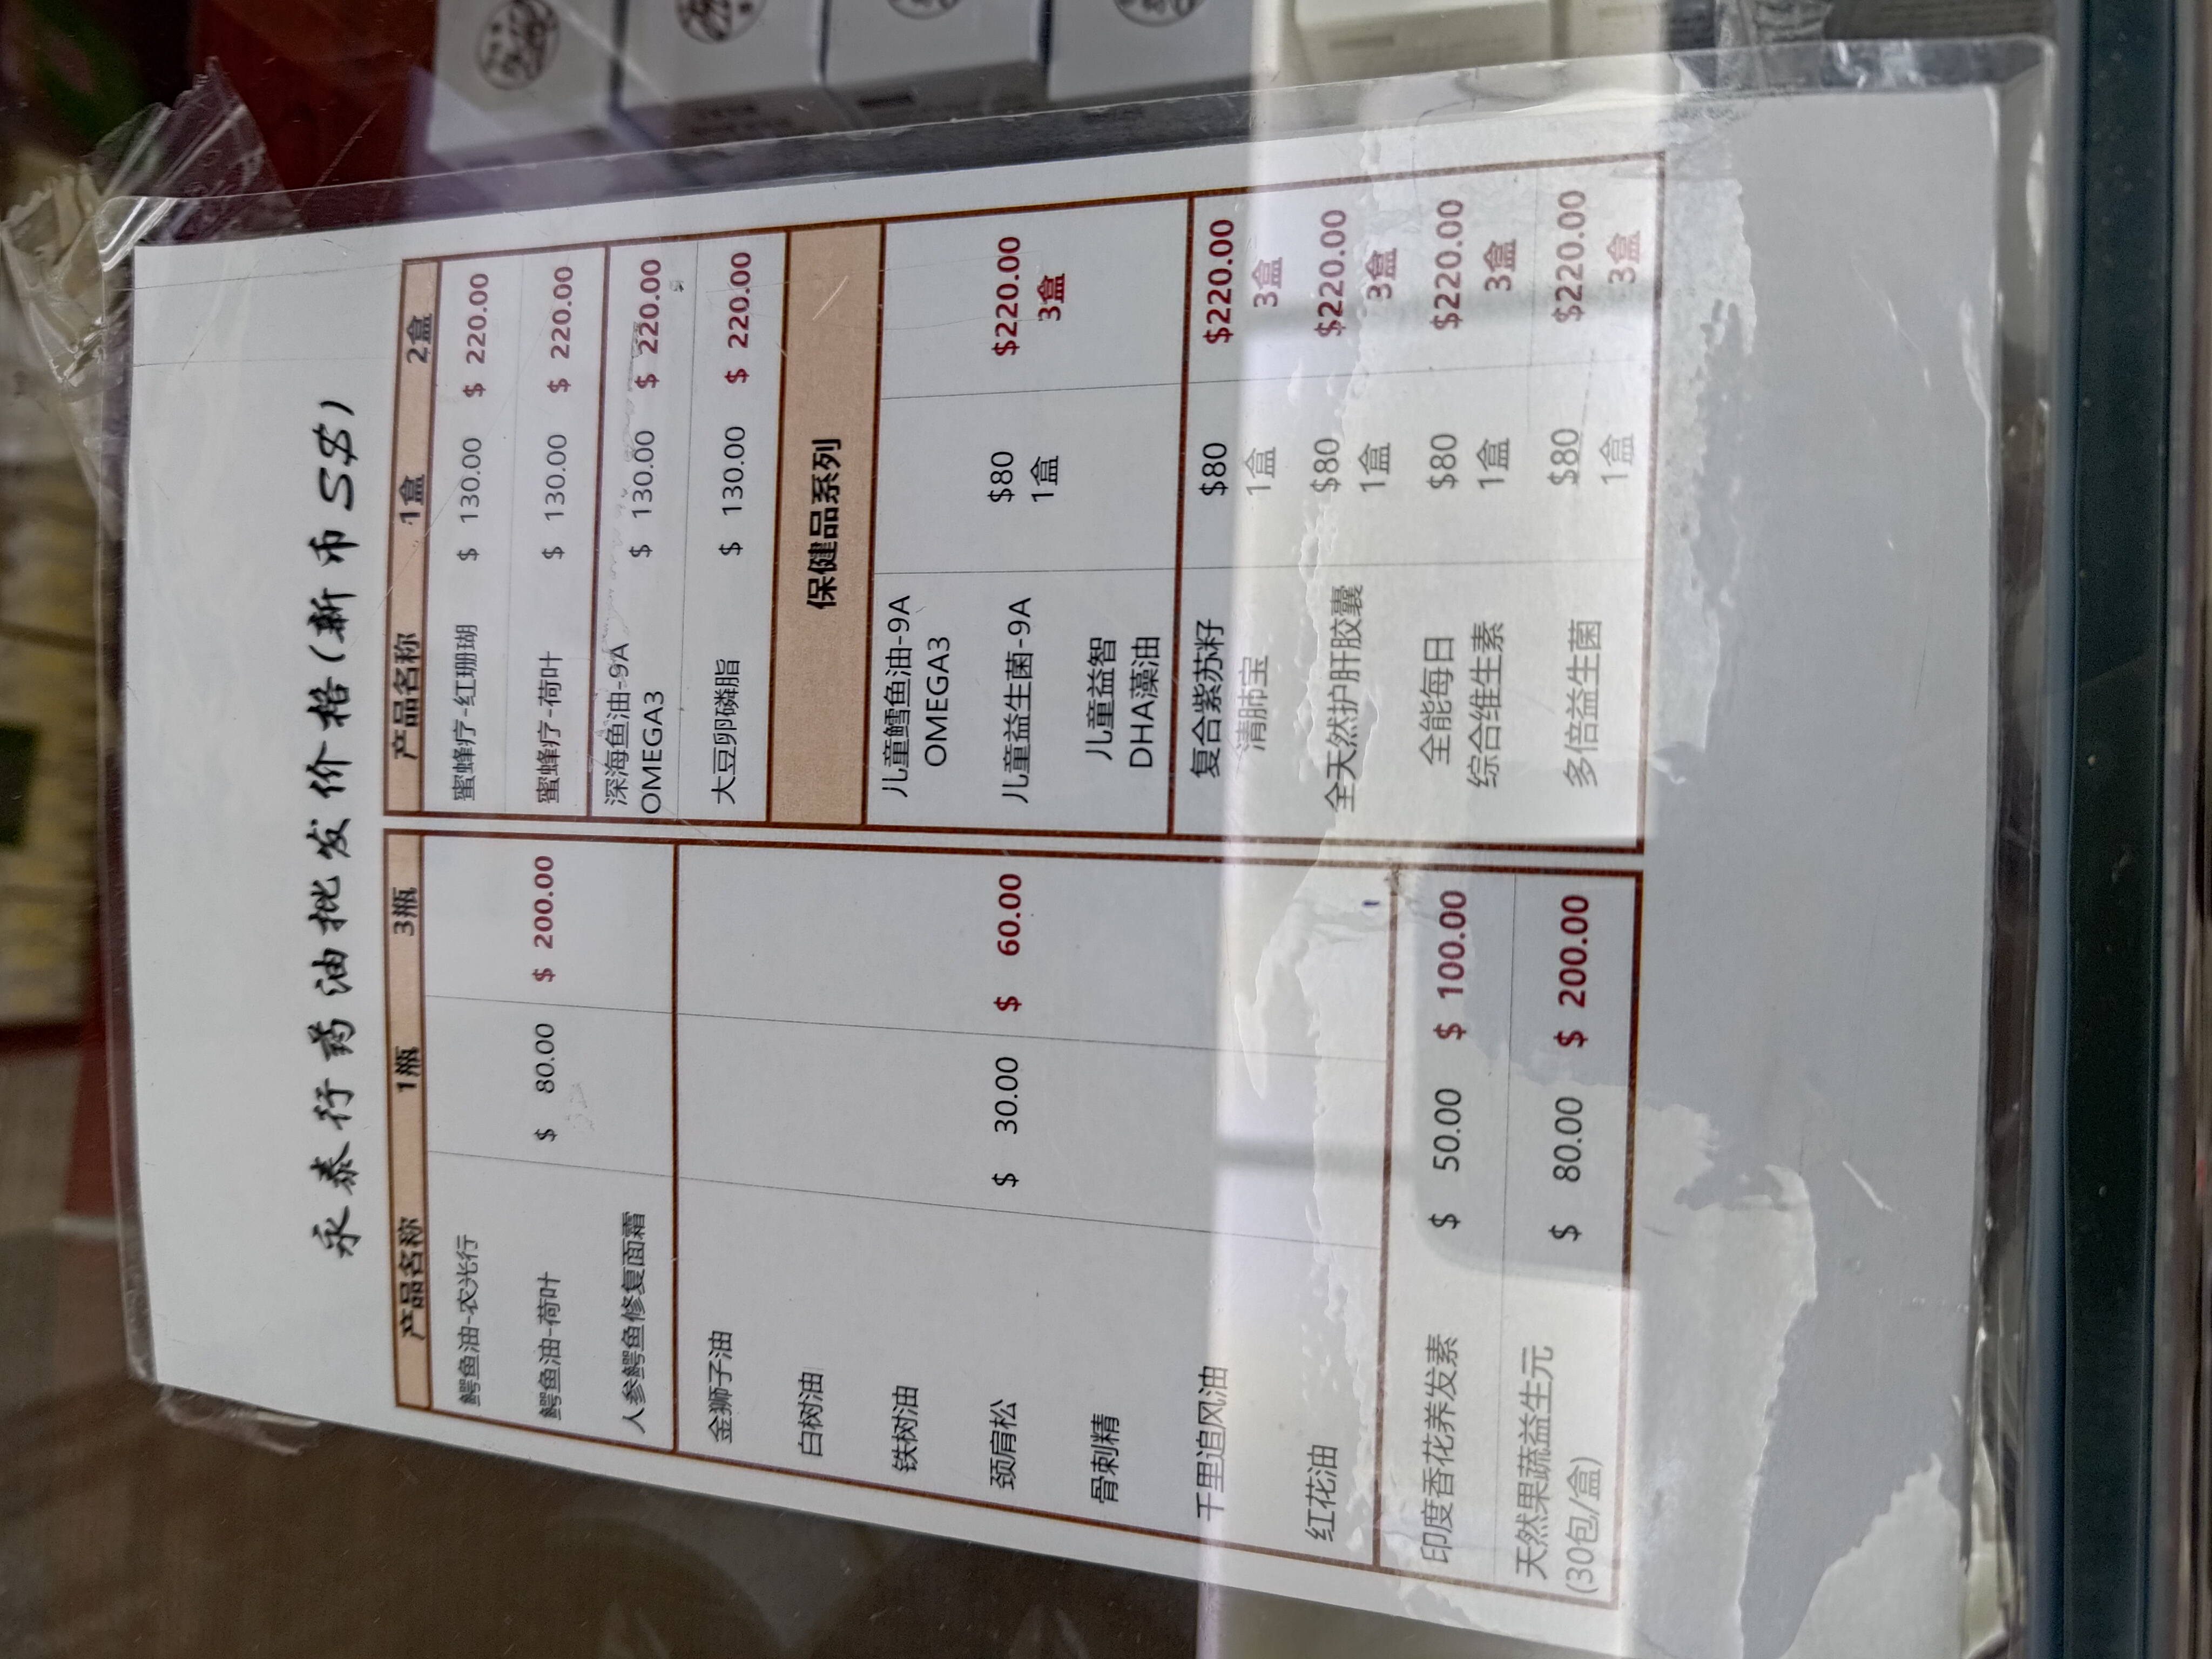 永泰行药油批发价格(新币S$)
产品名称 1瓶 3瓶
鳄鱼油-农光行
鳄鱼油-荷叶 $ 80.00 $ 200.00
人参鳄鱼修复面霜
金狮子油
白树油
铁树油
颈肩松 $ 30.00 $ 60.00
骨刺精
千里追风油
红花油
印度香花养发素 $ 50.00 $ 100.00
天然果蔬益生元
(30包/盒) $ 80.00 $ 200.00
产品名称 1盒 2盒
蜜蜂疗-红珊瑚 $ 130.00 $ 220.00
蜜蜂疗-荷叶 $ 130.00 $ 220.00
深海鱼油-9A
OMEGA3 $ 130.00 $ 220.00
大豆卵磷脂 $ 130.00 $ 220.00
保健品系列
儿童鳕鱼油-9A
OMEGA3
儿童益生菌-9A $80 $220.00
1盒 3盒
儿童益智
DHA藻油
复合紫苏籽 $80 $220.00
清肺宝 1盒 3盒
全天然护肝胶囊 $80 $220.00
1盒 3盒
全能每日 $80 $220.00
综合维生素 1盒 3盒
多倍益生菌 $80 $220.00
1盒 3盒